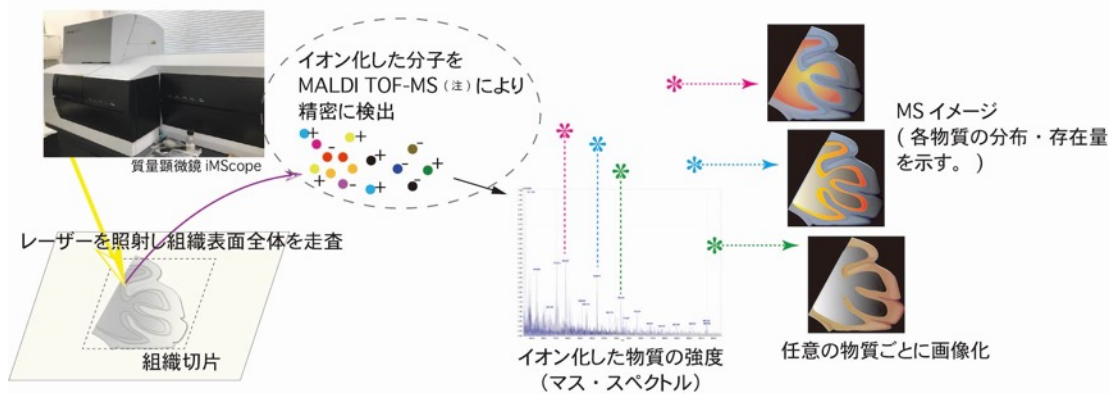 イオン化した分子を
MALDI TOF-MS（注）により
精密に検出
質量顕微鏡 iMScope
レーザーを照射し組織表面全体を走査
組織切片
イオン化した物質の強度
（マス・スペクトル）
MS イメージ
( 各物質の分布・存在量
を示す。 )
任意の物質ごとに画像化